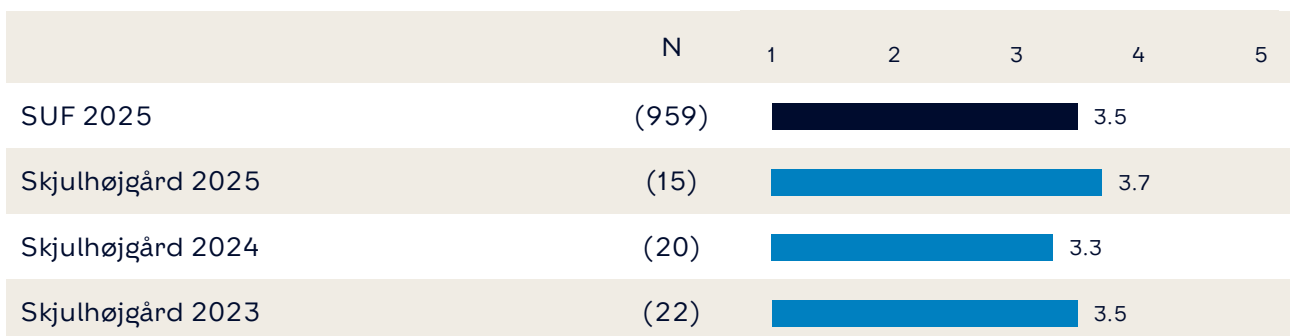 N 1 2 3 4 5
SUF 2025 (959) 3.5
Skjulhøjgård 2025 (15) 3.7
Skjulhøjgård 2024 (20) 3.3
Skjulhøjgård 2023 (22) 3.5